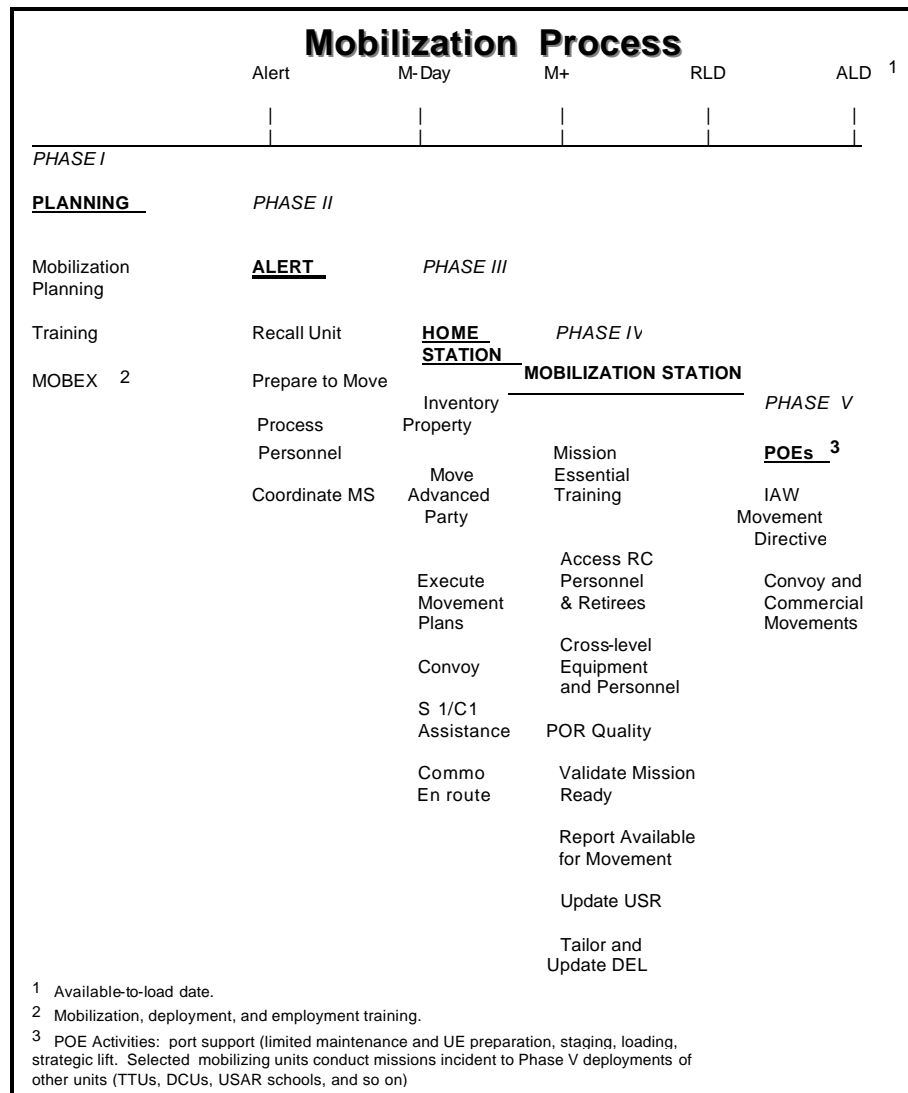 Mobilization Process
Alert M-Day M+ RLD ALD 1
PHASE I
PLANNING PHASE II
Mobilization ALERT PHASE III
Planning
Training Recall Unit HOME PHASE IV
STATION
MOBILIZATION STATION
MOBEX 2 Prepare to Move
Inventory PHASE V
Process Property
Personnel Mission POEs 3
Move Essential
Coordinate MS Advanced Training IAW
Party Movement
Directive
Access RC
Execute Personnel Convoy and
Movement & Retirees Commercial
Plans Movements
Cross-level
Convoy Equipment
and Personnel
S 1/C1
Assistance POR Quality
Commo Validate Mission
En route Ready
Report Available
for Movement
Update USR
Tailor and
Update DEL
1 Available-to-load date.
2 Mobilization, deployment, and employment training.
3 POE Activities: port support (limited maintenance and UE preparation, staging, loading,
strategic lift. Selected mobilizing units conduct missions incident to Phase V deployments of
other units (TTUs, DCUs, USAR schools, and so on)